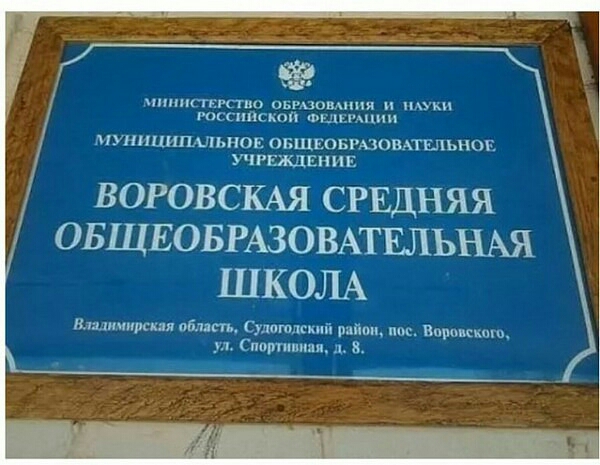 МИНИСТЕРСТВО ОБРАЗОВАНИЯ И НАУКИ
РОССИЙСКОЙ ФЕДЕРАЦИИ
МУНИЦИПАЛЬНОЕ ОБЩЕОБРАЗОВАТЕЛЬНОЕ
УЧРЕЖДЕНИЕ
ВОРОВСКАЯ СРЕДНЯЯ
ОБЩЕОБРАЗОВАТЕЛЬНАЯ
ШКОЛА
Владимирская область, Судогодский район, пос. Воровского,
ул. Спортивная, д. 8.